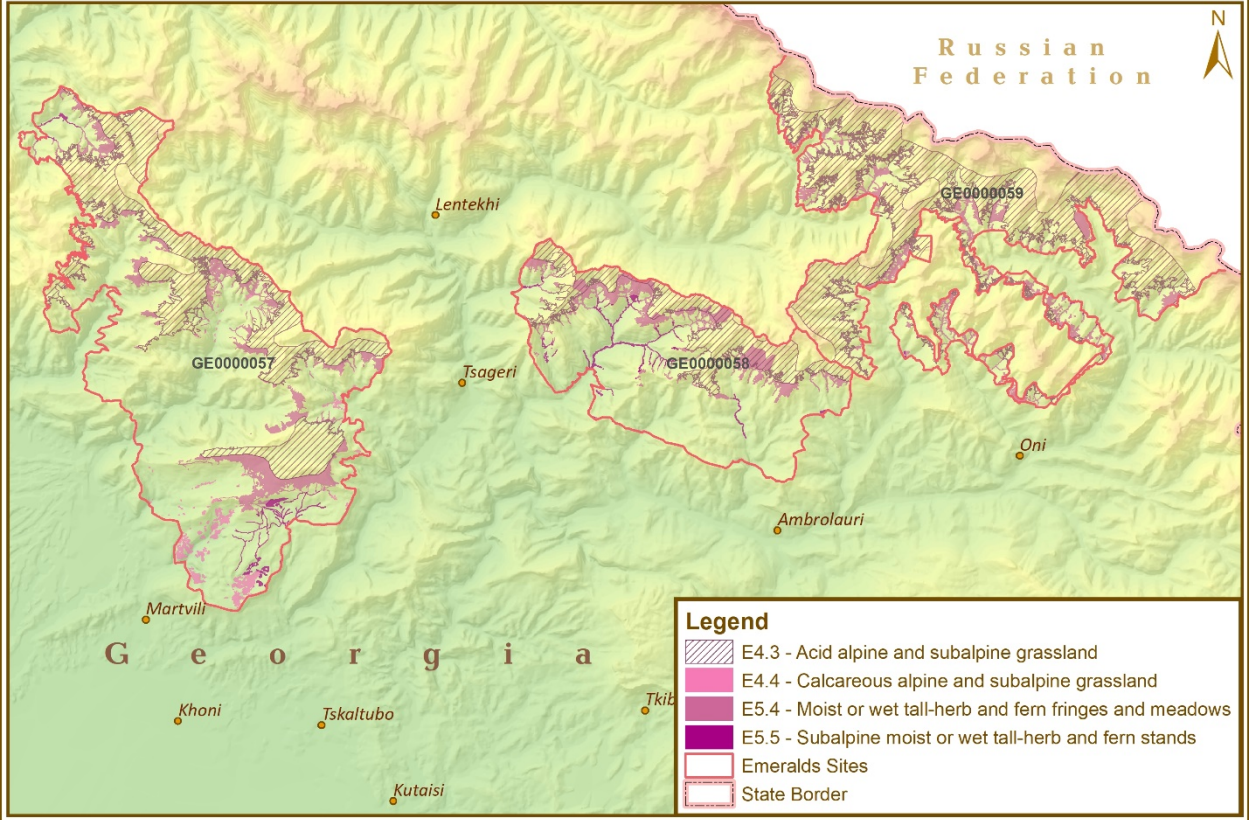 N
Russian
Federation
GE0000059
Lentekhi
GE0000057
GE0000058
Tsageri
Oni
Ambrolauri
Martvili
Georgia
Khoni
Tskaltubo
Tkib
Kutaisi
Legend
E4.3 - Acid alpine and subalpine grassland
E4.4 - Calcareous alpine and subalpine grassland
E5.4 - Moist or wet tall-herb and fern fringes and meadows
E5.5 - Subalpine moist or wet tall-herb and fern stands
Emeralds Sites
State Border